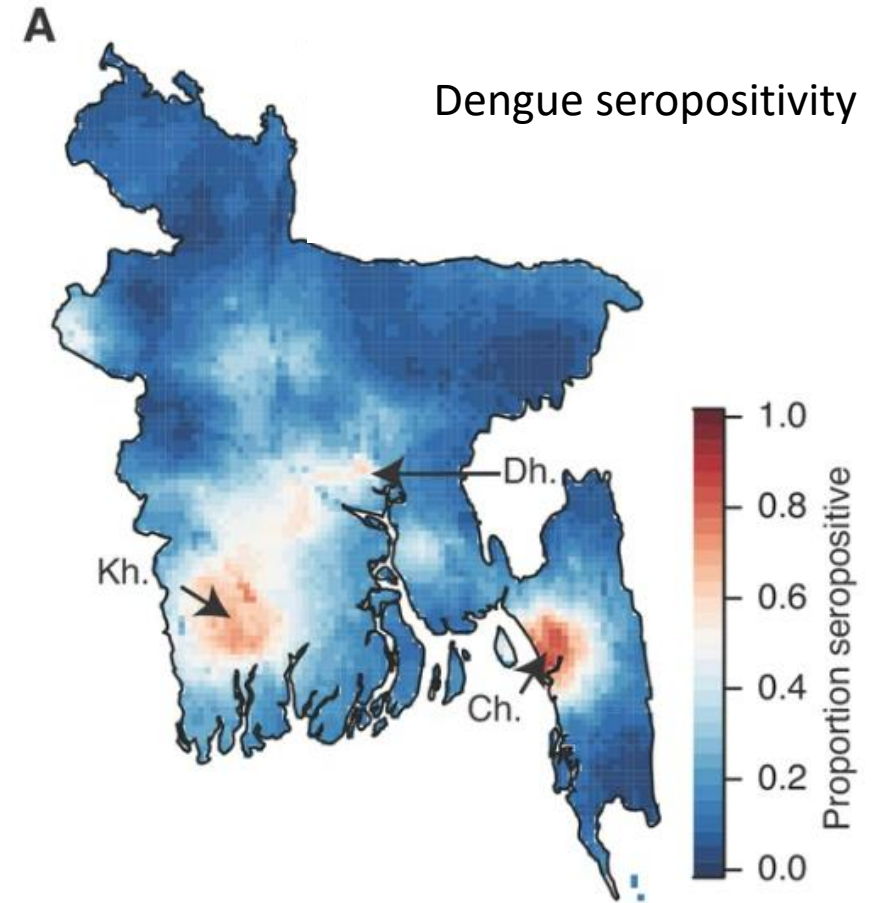 A
Dengue seropositivity
Dh.
Kh.
Ch.
1.0
0.8
0.6
0.4
0.2
0.0
Proportion seropositive